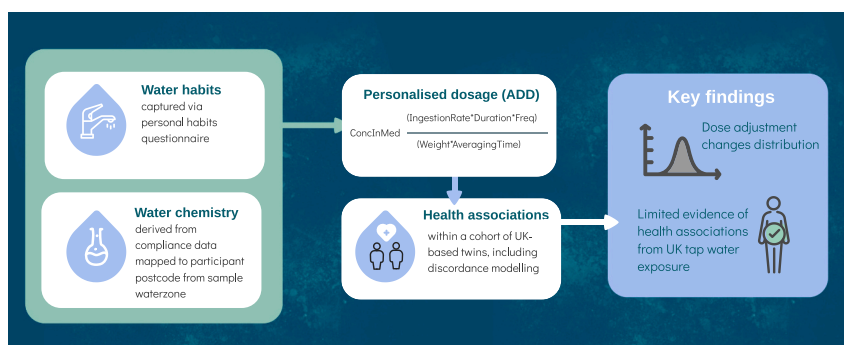 Water habits
captured via
personal habits
questionnaire
Water chemistry
derived from
compliance data
mapped to participant
postcode from sample
waterzone
Personalised dosage (ADD)
ConcInMed
(IngestionRate*Duration*Freq)
(Weight*AveragingTime)
Health associations
within a cohort of UK-
based twins, including
discordance modelling
Key findings
Dose adjustment
changes distribution
Limited evidence of
health associations
from UK tap water
exposure